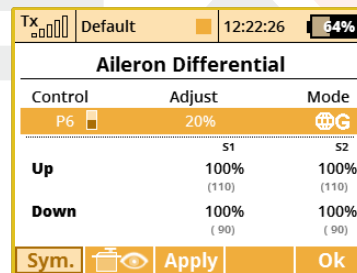 Tx Default 12:22:26 64%
Aileron Differential
Control Adjust Mode
P6 20% G
S1 S2
Up 100% 100%
(110) (110)
Down 100% 100%
( 90) ( 90)
Sym. Apply Ok